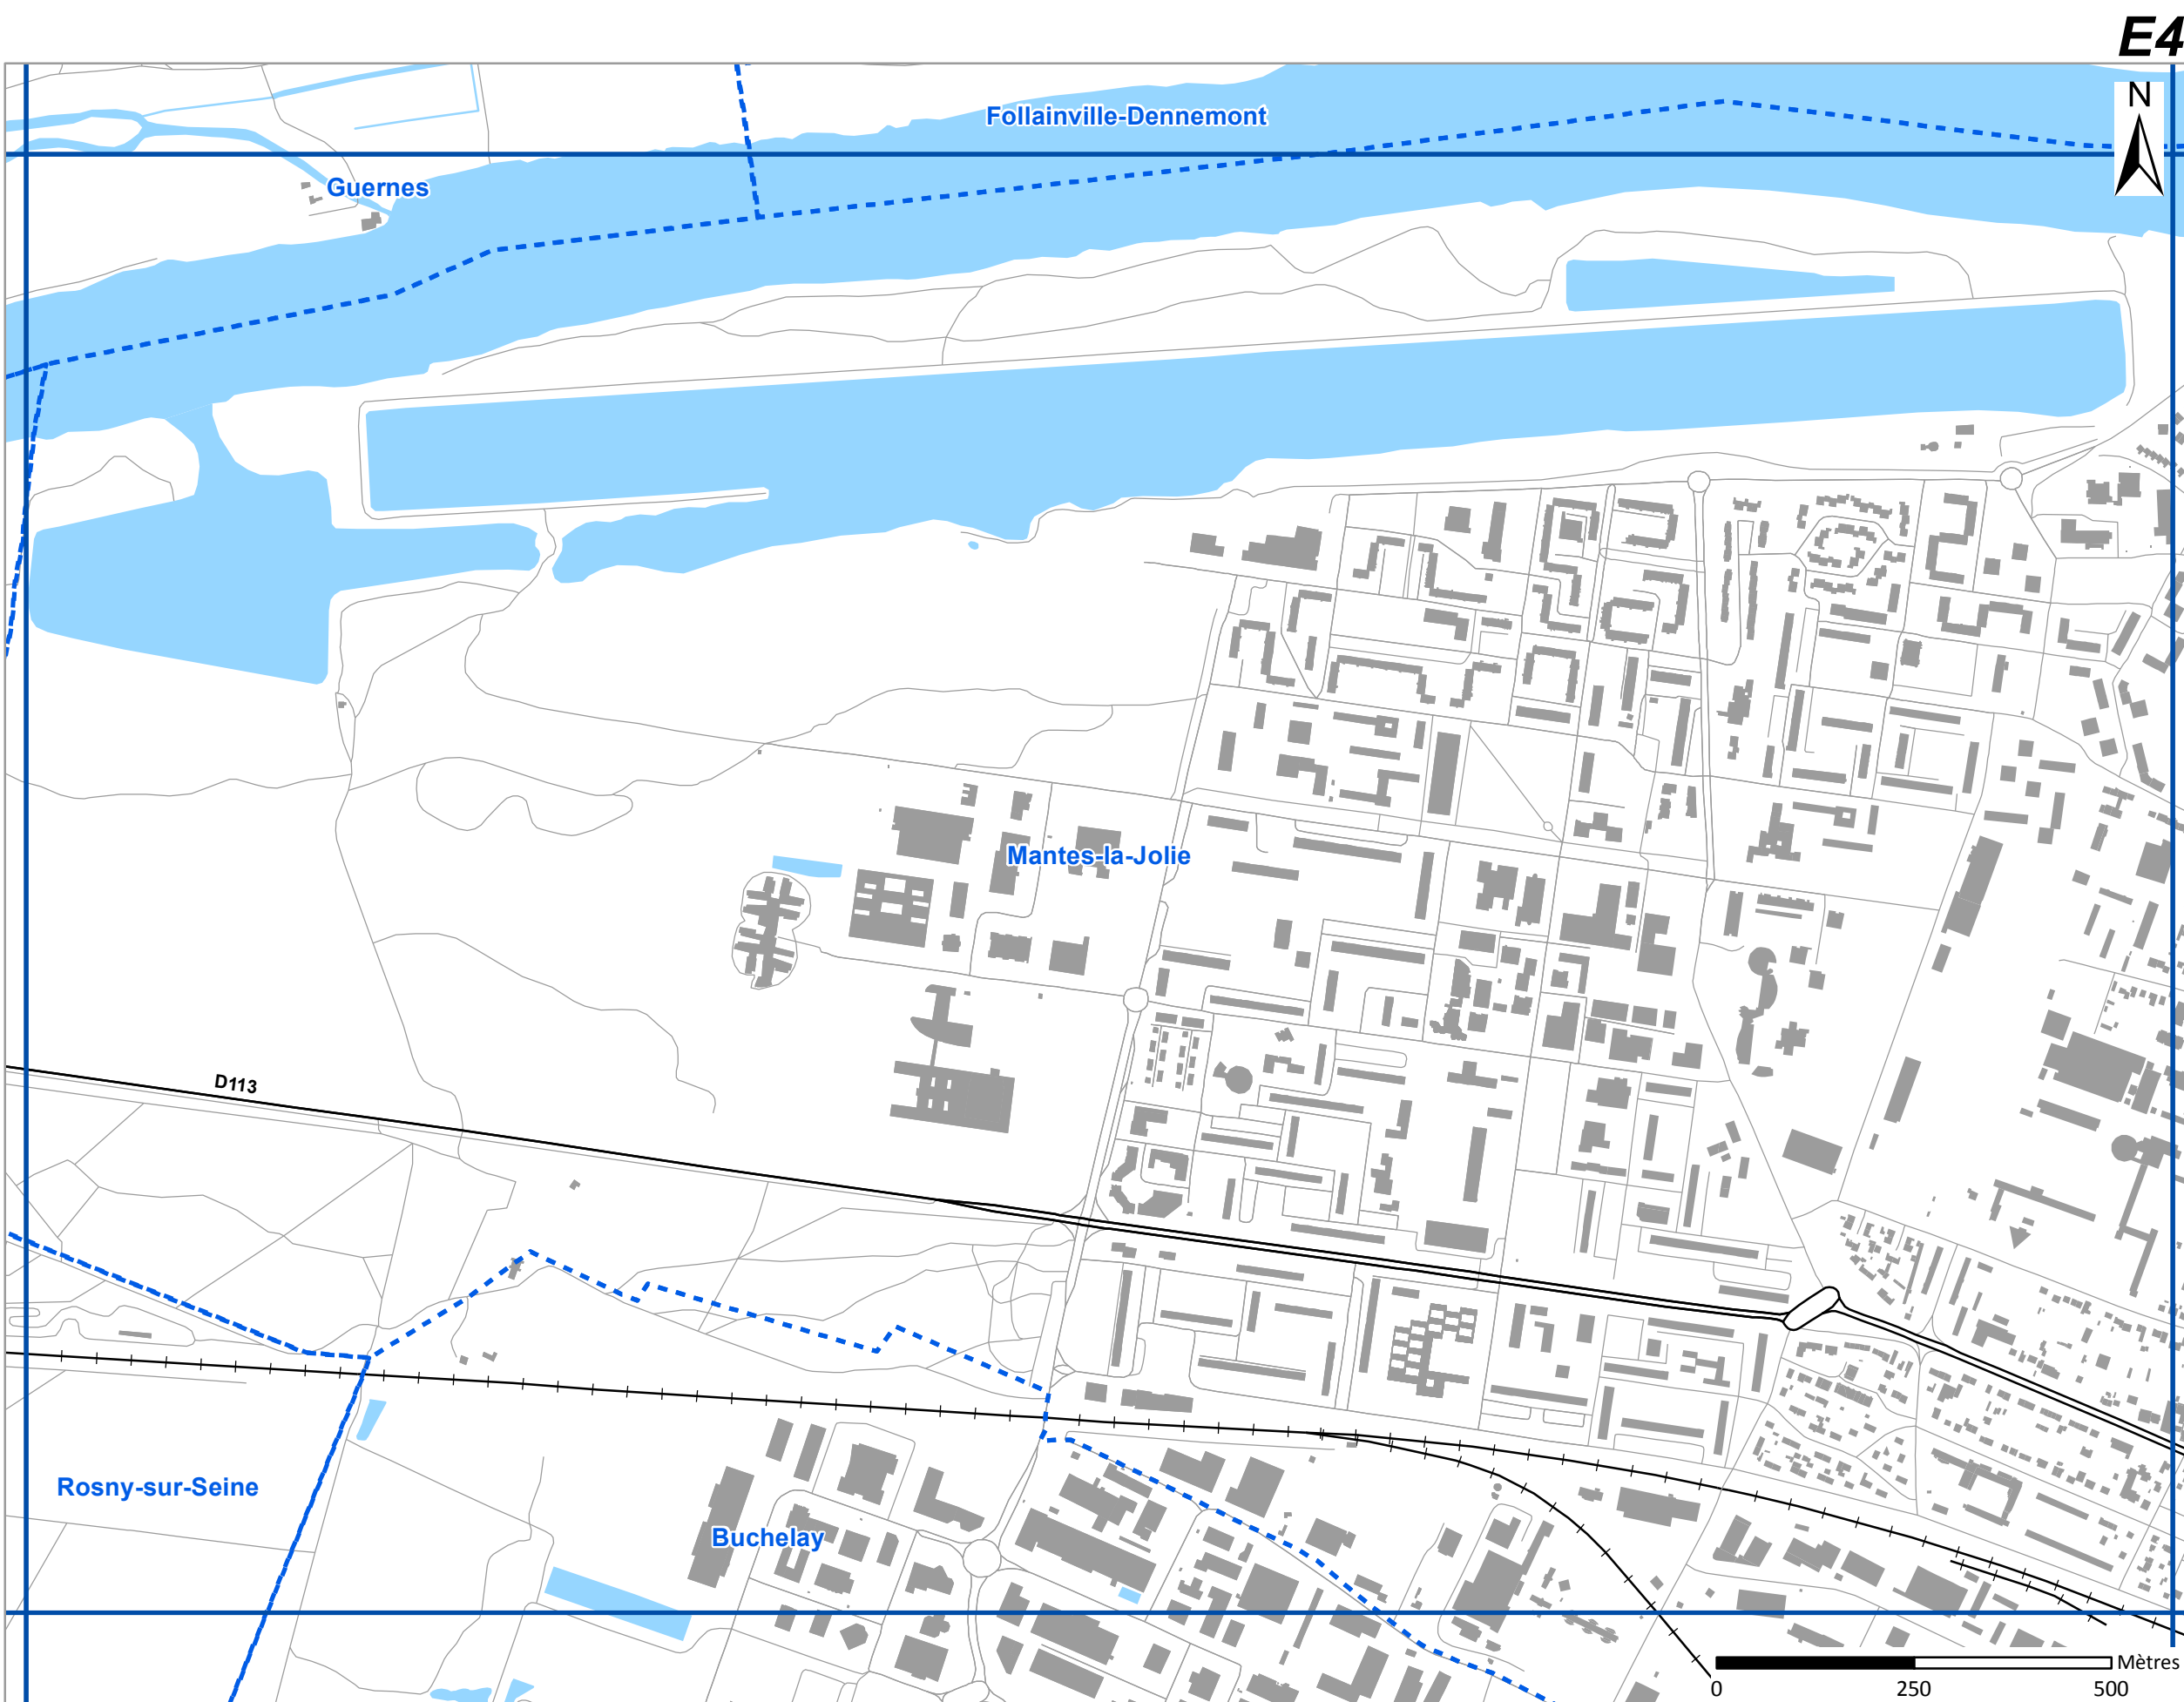 E4
N
Follainville-Dennemont
Guernes
Mantes-la-Jolie
D113
Rosny-sur-Seine
Buchelay
Mètres
0 250 500